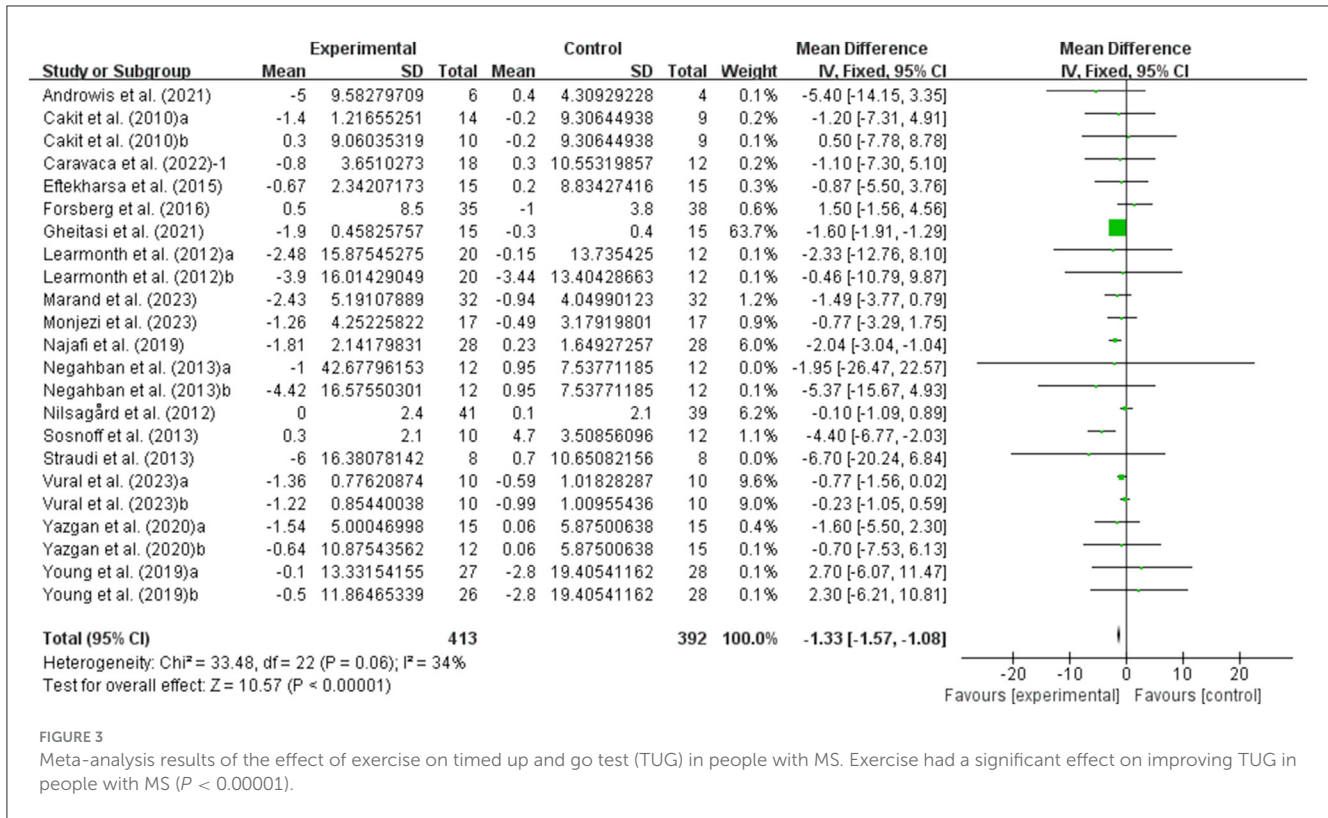 Experimental Control Mean Difference Mean Difference
Study or Subgroup Mean SD Total Mean SD Total Weight IV, Fixed, 95% CI IV, Fixed, 95% CI
Androwis et al. (2021) -5 9.58279709 6 0.4 4.30929228 4 0.1% -5.40 [-14.15, 3.35]
Cakit et al. (2010)a -1.4 1.21655251 14 -0.2 9.30644938 9 0.2% -1.20 [-7.31, 4.91]
Cakit et al. (2010)b 0.3 9.06035319 10 -0.2 9.30644938 9 0.1% 0.50 [-7.78, 8.78]
Caravaca et al. (2022)-1 -0.8 3.6510273 18 0.3 10.55319857 12 0.2% -1.10 [-7.30, 5.10]
Eftekharsa et al. (2015) -0.67 2.34207173 15 0.2 8.83427416 15 0.3% -0.87 [-5.50, 3.76]
Forsberg et al. (2016) 0.5 8.5 35 -1 3.8 38 0.6% 1.50 [-1.56, 4.56]
Gheitasi et al. (2021) -1.9 0.45825757 15 -0.3 0.4 15 63.7% -1.60 [-1.91, -1.29]
Learmonth et al. (2012)a -2.48 15.87545275 20 -0.15 13.735425 12 0.1% -2.33 [-12.76, 8.10]
Learmonth et al. (2012)b -3.9 16.01429049 20 -3.44 13.40428663 12 0.1% -0.46 [-10.79, 9.87]
Marand et al. (2023) -2.43 5.19107889 32 -0.94 4.04990123 32 1.2% -1.49 [-3.77, 0.79]
Monjezi et al. (2023) -1.26 4.25225822 17 -0.49 3.17919801 17 0.9% -0.77 [-3.29, 1.75]
Najafi et al. (2019) -1.81 2.14179831 28 0.23 1.64927257 28 6.0% -2.04 [-3.04, -1.04]
Negahban et al. (2013)a -1 42.67796153 12 0.95 7.53771185 12 0.0% -1.95 [-26.47, 22.57]
Negahban et al. (2013)b -4.42 16.57550301 12 0.95 7.53771185 12 0.1% -5.37 [-15.67, 4.93]
Nilsagård et al. (2012) 0 2.4 41 0.1 2.1 39 6.2% -0.10 [-1.09, 0.89]
Sosnoff et al. (2013) 0.3 2.1 10 4.7 3.50856096 12 1.1% -4.40 [-6.77, -2.03]
Straudi et al. (2013) -6 16.38078142 8 0.7 10.65082156 8 0.0% -6.70 [-20.24, 6.84]
Vural et al. (2023)a -1.36 0.77620874 10 -0.59 1.01828287 10 9.6% -0.77 [-1.56, 0.02]
Vural et al. (2023)b -1.22 0.85440038 10 -0.99 1.00955436 10 9.0% -0.23 [-1.05, 0.59]
Yazgan et al. (2020)a -1.54 5.00046998 15 0.06 5.87500638 15 0.4% -1.60 [-5.50, 2.30]
Yazgan et al. (2020)b -0.64 10.87543562 12 0.06 5.87500638 15 0.1% -0.70 [-7.53, 6.13]
Young et al. (2019)a -0.1 13.33154155 27 -2.8 19.40541162 28 0.1% 2.70 [-6.07, 11.47]
Young et al. (2019)b -0.5 11.86465339 26 -2.8 19.40541162 28 0.1% 2.30 [-6.21, 10.81]
Total (95% CI) 413 392 100.0% -1.33 [-1.57, -1.08]
Heterogeneity: Chi² = 33.48, df = 22 (P = 0.06); I² = 34%
Test for overall effect: Z = 10.57 (P < 0.00001)
-20 -10 0 10 20
Favours [experimental] Favours [control]
FIGURE 3
Meta-analysis results of the effect of exercise on timed up and go test (TUG) in people with MS. Exercise had a significant effect on improving TUG in
people with MS (P < 0.00001).